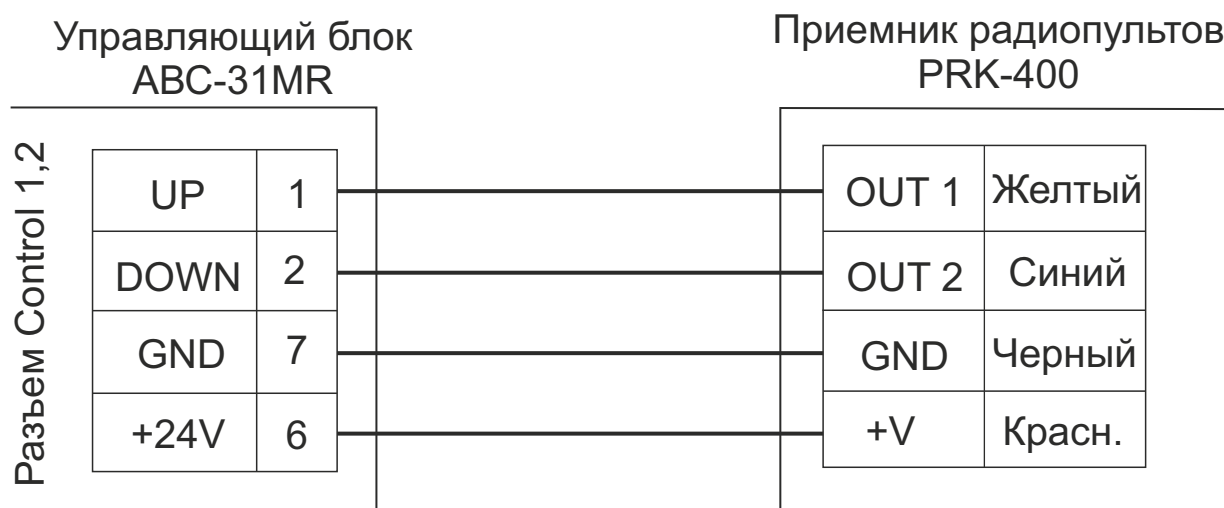 Управляющий блок
ABC-31MR
Приемник радиопультов
PRK-400
Разъем Control 1,2
UP 1 OUT 1 Желтый
DOWN 2 OUT 2 Синий
GND 7 GND Черный
+24V 6 +V Красн.